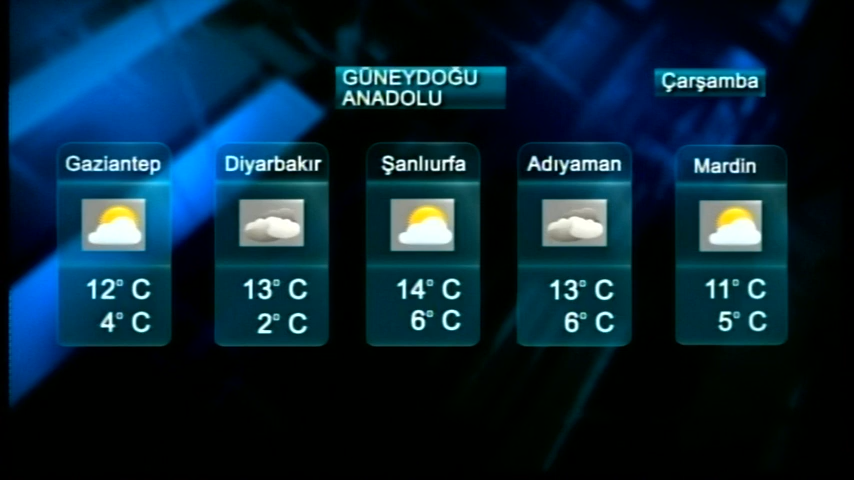 GÜNEYDOĞU
ANADOLU
Çarşamba
Gaziantep
12° C
4° C
Diyarbakır
13° C
2° C
Şanlıurfa
14° C
6° C
Adıyaman
13° C
6° C
Mardin
11° C
5° C